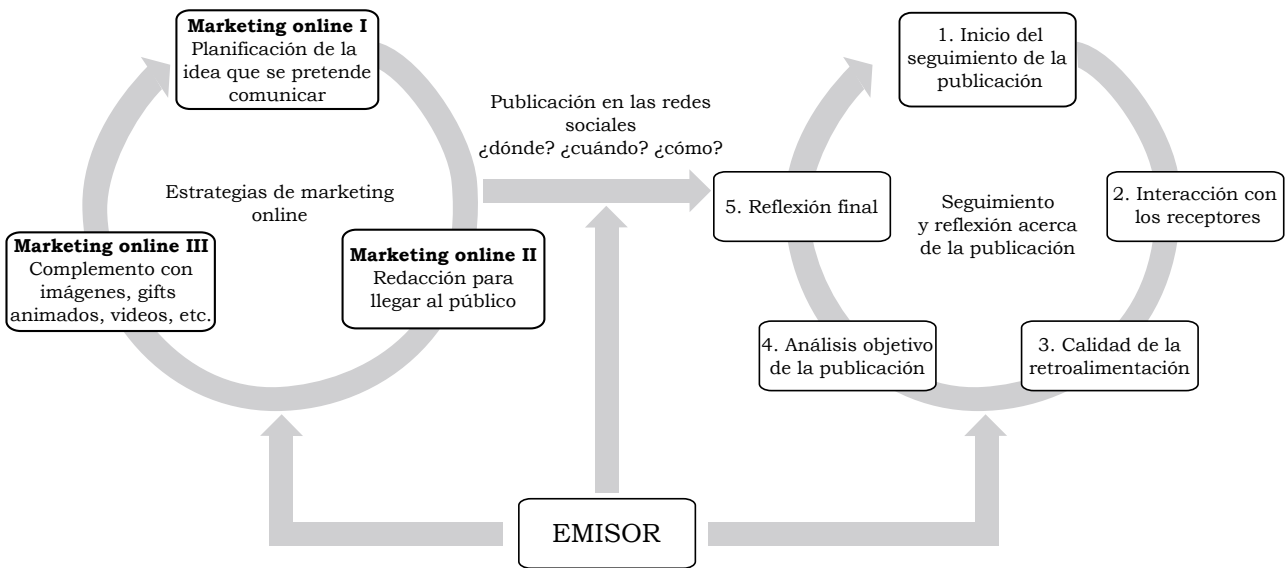 Marketing online I
Planificación de la
idea que se pretende
comunicar
Estrategias de marketing
online
Marketing online III
Complemento con
imágenes, gifts
animados, videos, etc.
Marketing online II
Redacción para
llegar al público
Publicación en las redes
sociales
¿dónde? ¿cuándo? ¿cómo?
1. Inicio del
seguimiento de la
publicación
5. Reflexión final
Seguimiento
y reflexión acerca
de la publicación
2. Interacción con
los receptores
4. Análisis objetivo
de la publicación
3. Calidad de la
retroalimentación
EMISOR